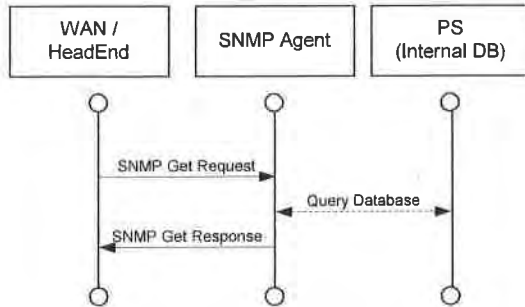 WAN /
HeadEnd
SNMP Agent
PS
(Internal DB)
SNMP Get Request
Query Database
SNMP Get Response